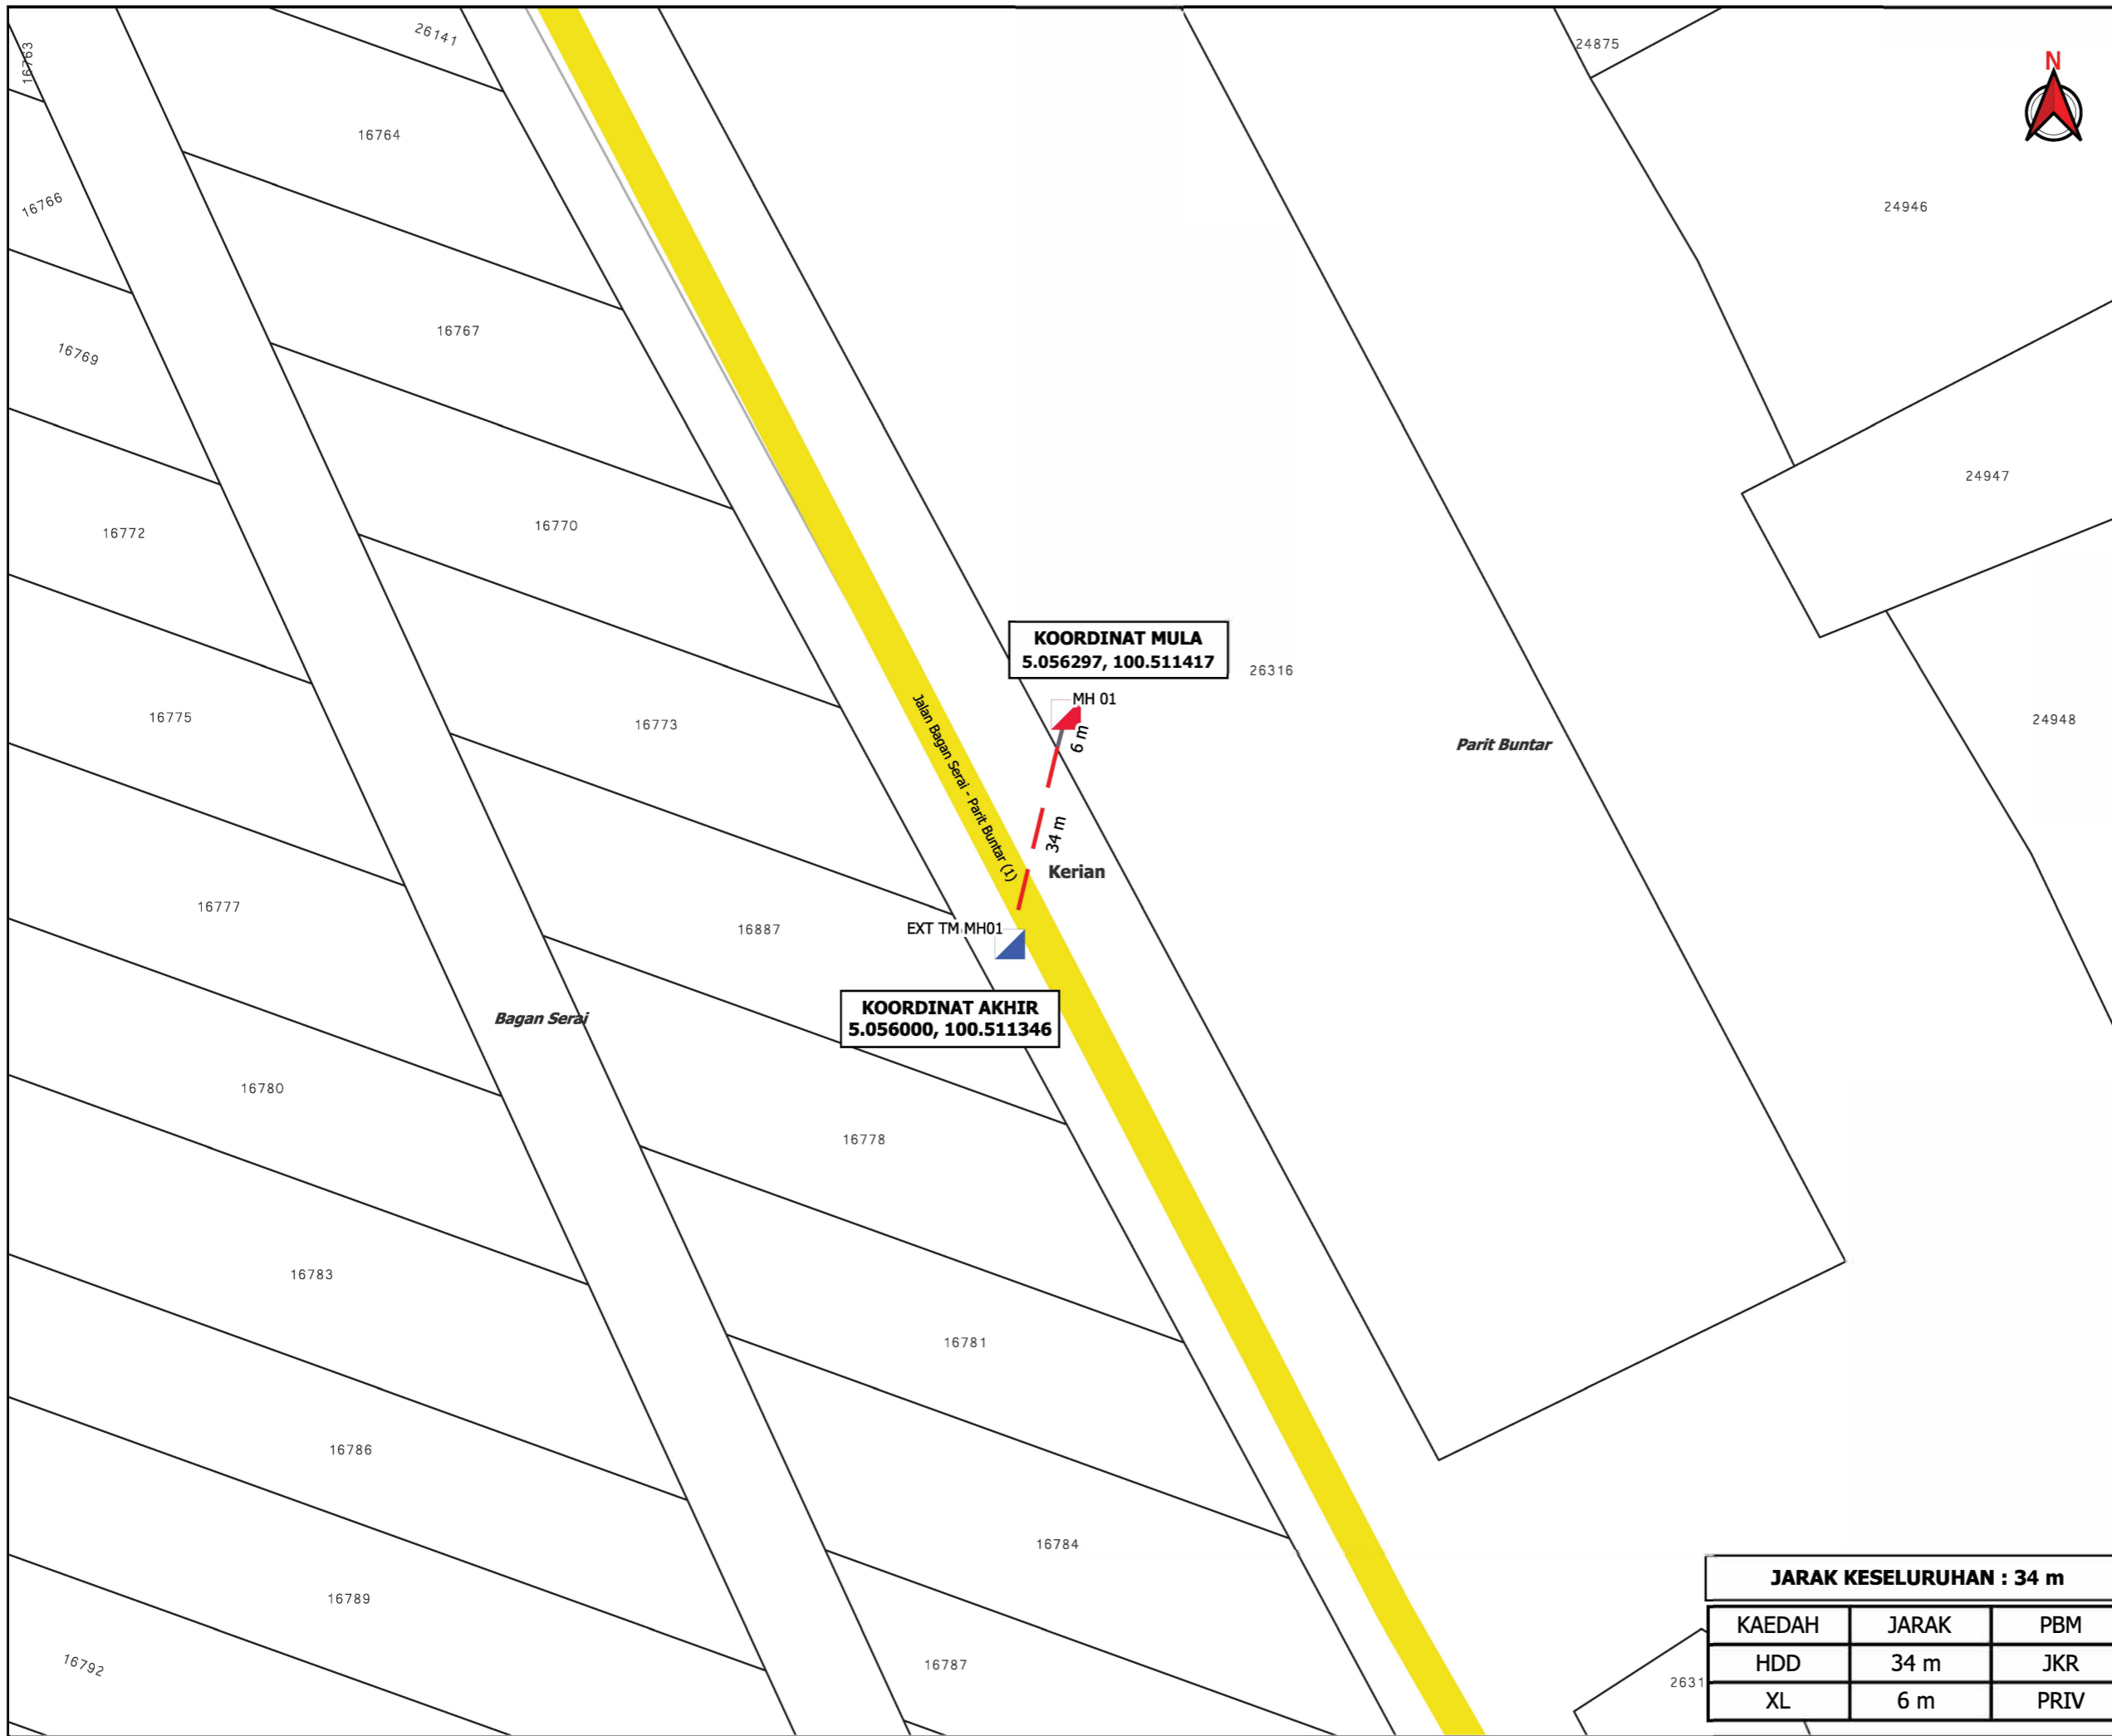 26141
24875
16763
N
16764
16766
24946
16767
16769
24947
16770
16772
KOORDINAT MULA
5.056297, 100.511417
26316
MH 01
16775
16773
24948
6 m
Parit Buntar
Jalan Bagan Serai - Parit Buntar (1)
34 m
Kerian
16777
16887
EXT TM MH01
KOORDINAT AKHIR
5.056000, 100.511346
Bagan Serai
16780
16778
16783
16781
16786
16784
JARAK KESELURUHAN : 34 m
16789
KAEDAH JARAK PBM
HDD 34 m JKR
16792
16787
2631
XL 6 m PRIV